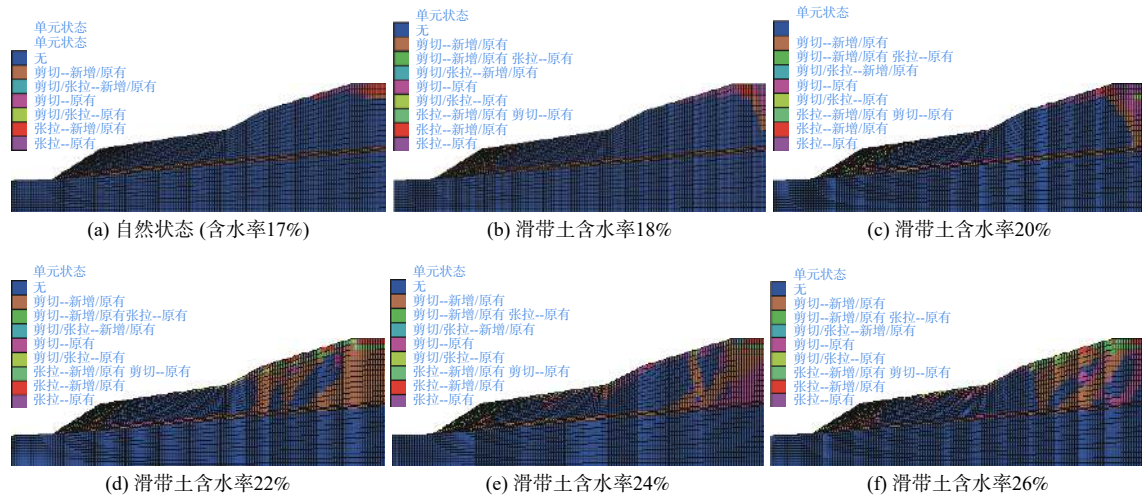 单元状态
单元状态
无
剪切--新增/原有
剪切/张拉--新增/原有
剪切--原有
剪切/张拉--原有
张拉--新增/原有
张拉--原有
(a) 自然状态 (含水率17%)
单元状态
无
剪切--新增/原有
剪切--新增/原有 张拉--原有
剪切/张拉--新增/原有
剪切--原有
剪切/张拉--原有
张拉--新增/原有 剪切--原有
张拉--新增/原有
张拉--原有
(b) 滑带土含水率18%
单元状态
剪切--新增/原有
剪切--新增/原有 张拉--原有
剪切/张拉--新增/原有
剪切--原有
剪切/张拉--原有
张拉--新增/原有 剪切--原有
张拉--新增/原有
张拉--原有
(c) 滑带土含水率20%
单元状态
无
剪切--新增/原有
剪切--新增/原有张拉--原有
剪切/张拉--新增/原有
剪切--原有
剪切/张拉--原有
张拉--新增/原有 剪切--原有
张拉--新增/原有
张拉--原有
(d) 滑带土含水率22%
单元状态
无
剪切--新增/原有
剪切--新增/原有 张拉--原有
剪切/张拉--新增/原有
剪切--原有
剪切/张拉--原有
张拉--新增/原有 剪切--原有
张拉--新增/原有
张拉--原有
(e) 滑带土含水率24%
单元状态
无
剪切--新增/原有
剪切--新增/原有 张拉--原有
剪切/张拉--新增/原有
剪切--原有
剪切/张拉--原有
张拉--新增/原有 剪切--原有
张拉--新增/原有
张拉--原有
(f) 滑带土含水率26%